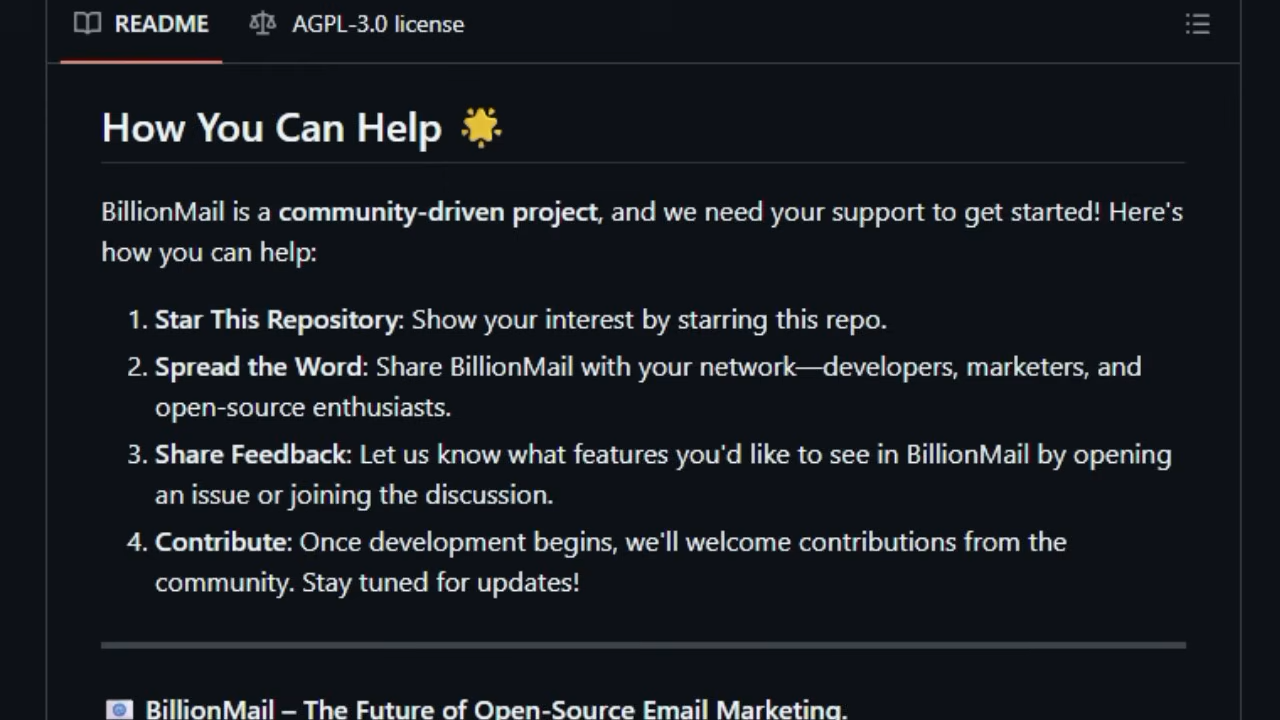 README AGPL-3.0 license
How You Can Help 🌟
BillionMail is a community-driven project, and we need your support to get started! Here's
how you can help:
1. Star This Repository: Show your interest by starring this repo.
2. Spread the Word: Share BillionMail with your network—developers, marketers, and
open-source enthusiasts.
3. Share Feedback: Let us know what features you'd like to see in BillionMail by opening
an issue or joining the discussion.
4. Contribute: Once development begins, we'll welcome contributions from the
community. Stay tuned for updates!
📧 BillionMail – The Future of Open-Source Email Marketing.